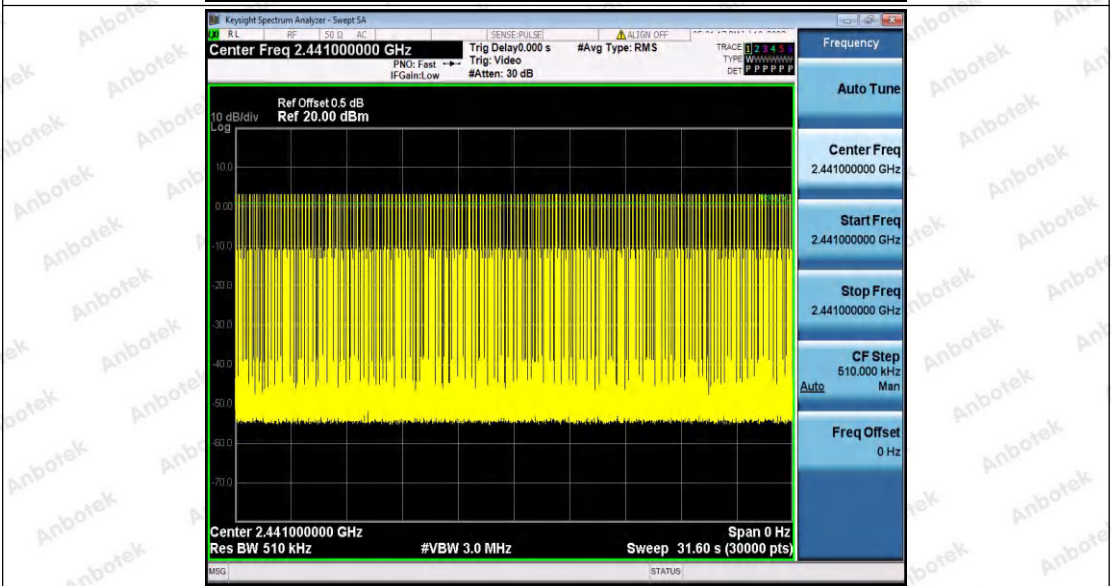 Keysight Spectrum Analyzer - Swept SA
RL RF 50 Ω AC SENSE:PULSE ALIGN OFF
Center Freq 2.441000000 GHz
PNO: Fast
IFGain:Low
Trig Delay0.000 s
Trig: Video
#Atten: 30 dB
#Avg Type: RMS
TRACE 1 2 3 4 5 6
TYPE WWWWWW
DET P P P P P P
Ref Offset 0.5 dB
10 dB/div Ref 20.00 dBm
Log
10.0
0.00
-10.0
-20.0
-30.0
-40.0
-50.0
-60.0
-70.0
Center 2.441000000 GHz
Span 0 Hz
Res BW 510 kHz
#VBW 3.0 MHz
Sweep 31.60 s (30000 pts)
MSG
STATUS
Frequency
Auto Tune
Center Freq
2.441000000 GHz
Start Freq
2.441000000 GHz
Stop Freq
2.441000000 GHz
CF Step
510.000 kHz
Auto Man
Freq Offset
0 Hz
Anbotek